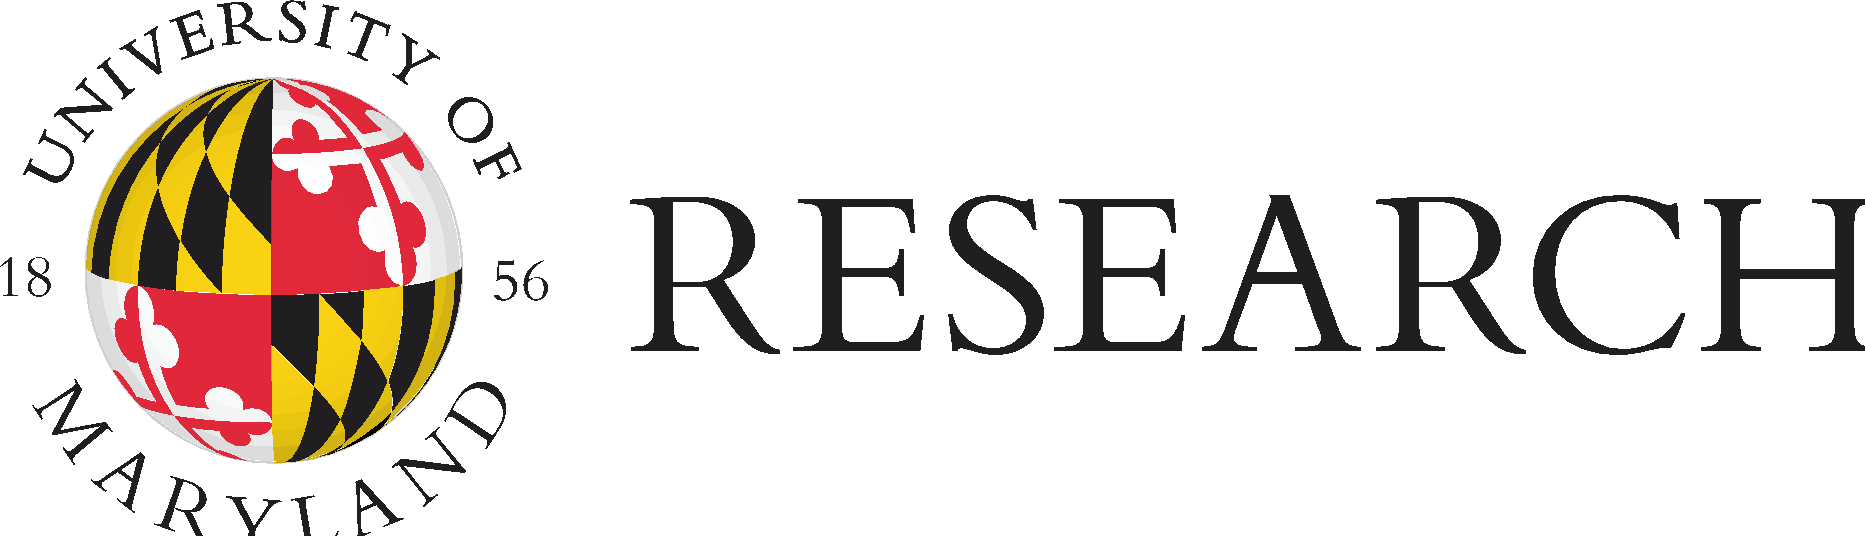 UNIVERSITY OF
18 56
MARYLAND
RESEARCH